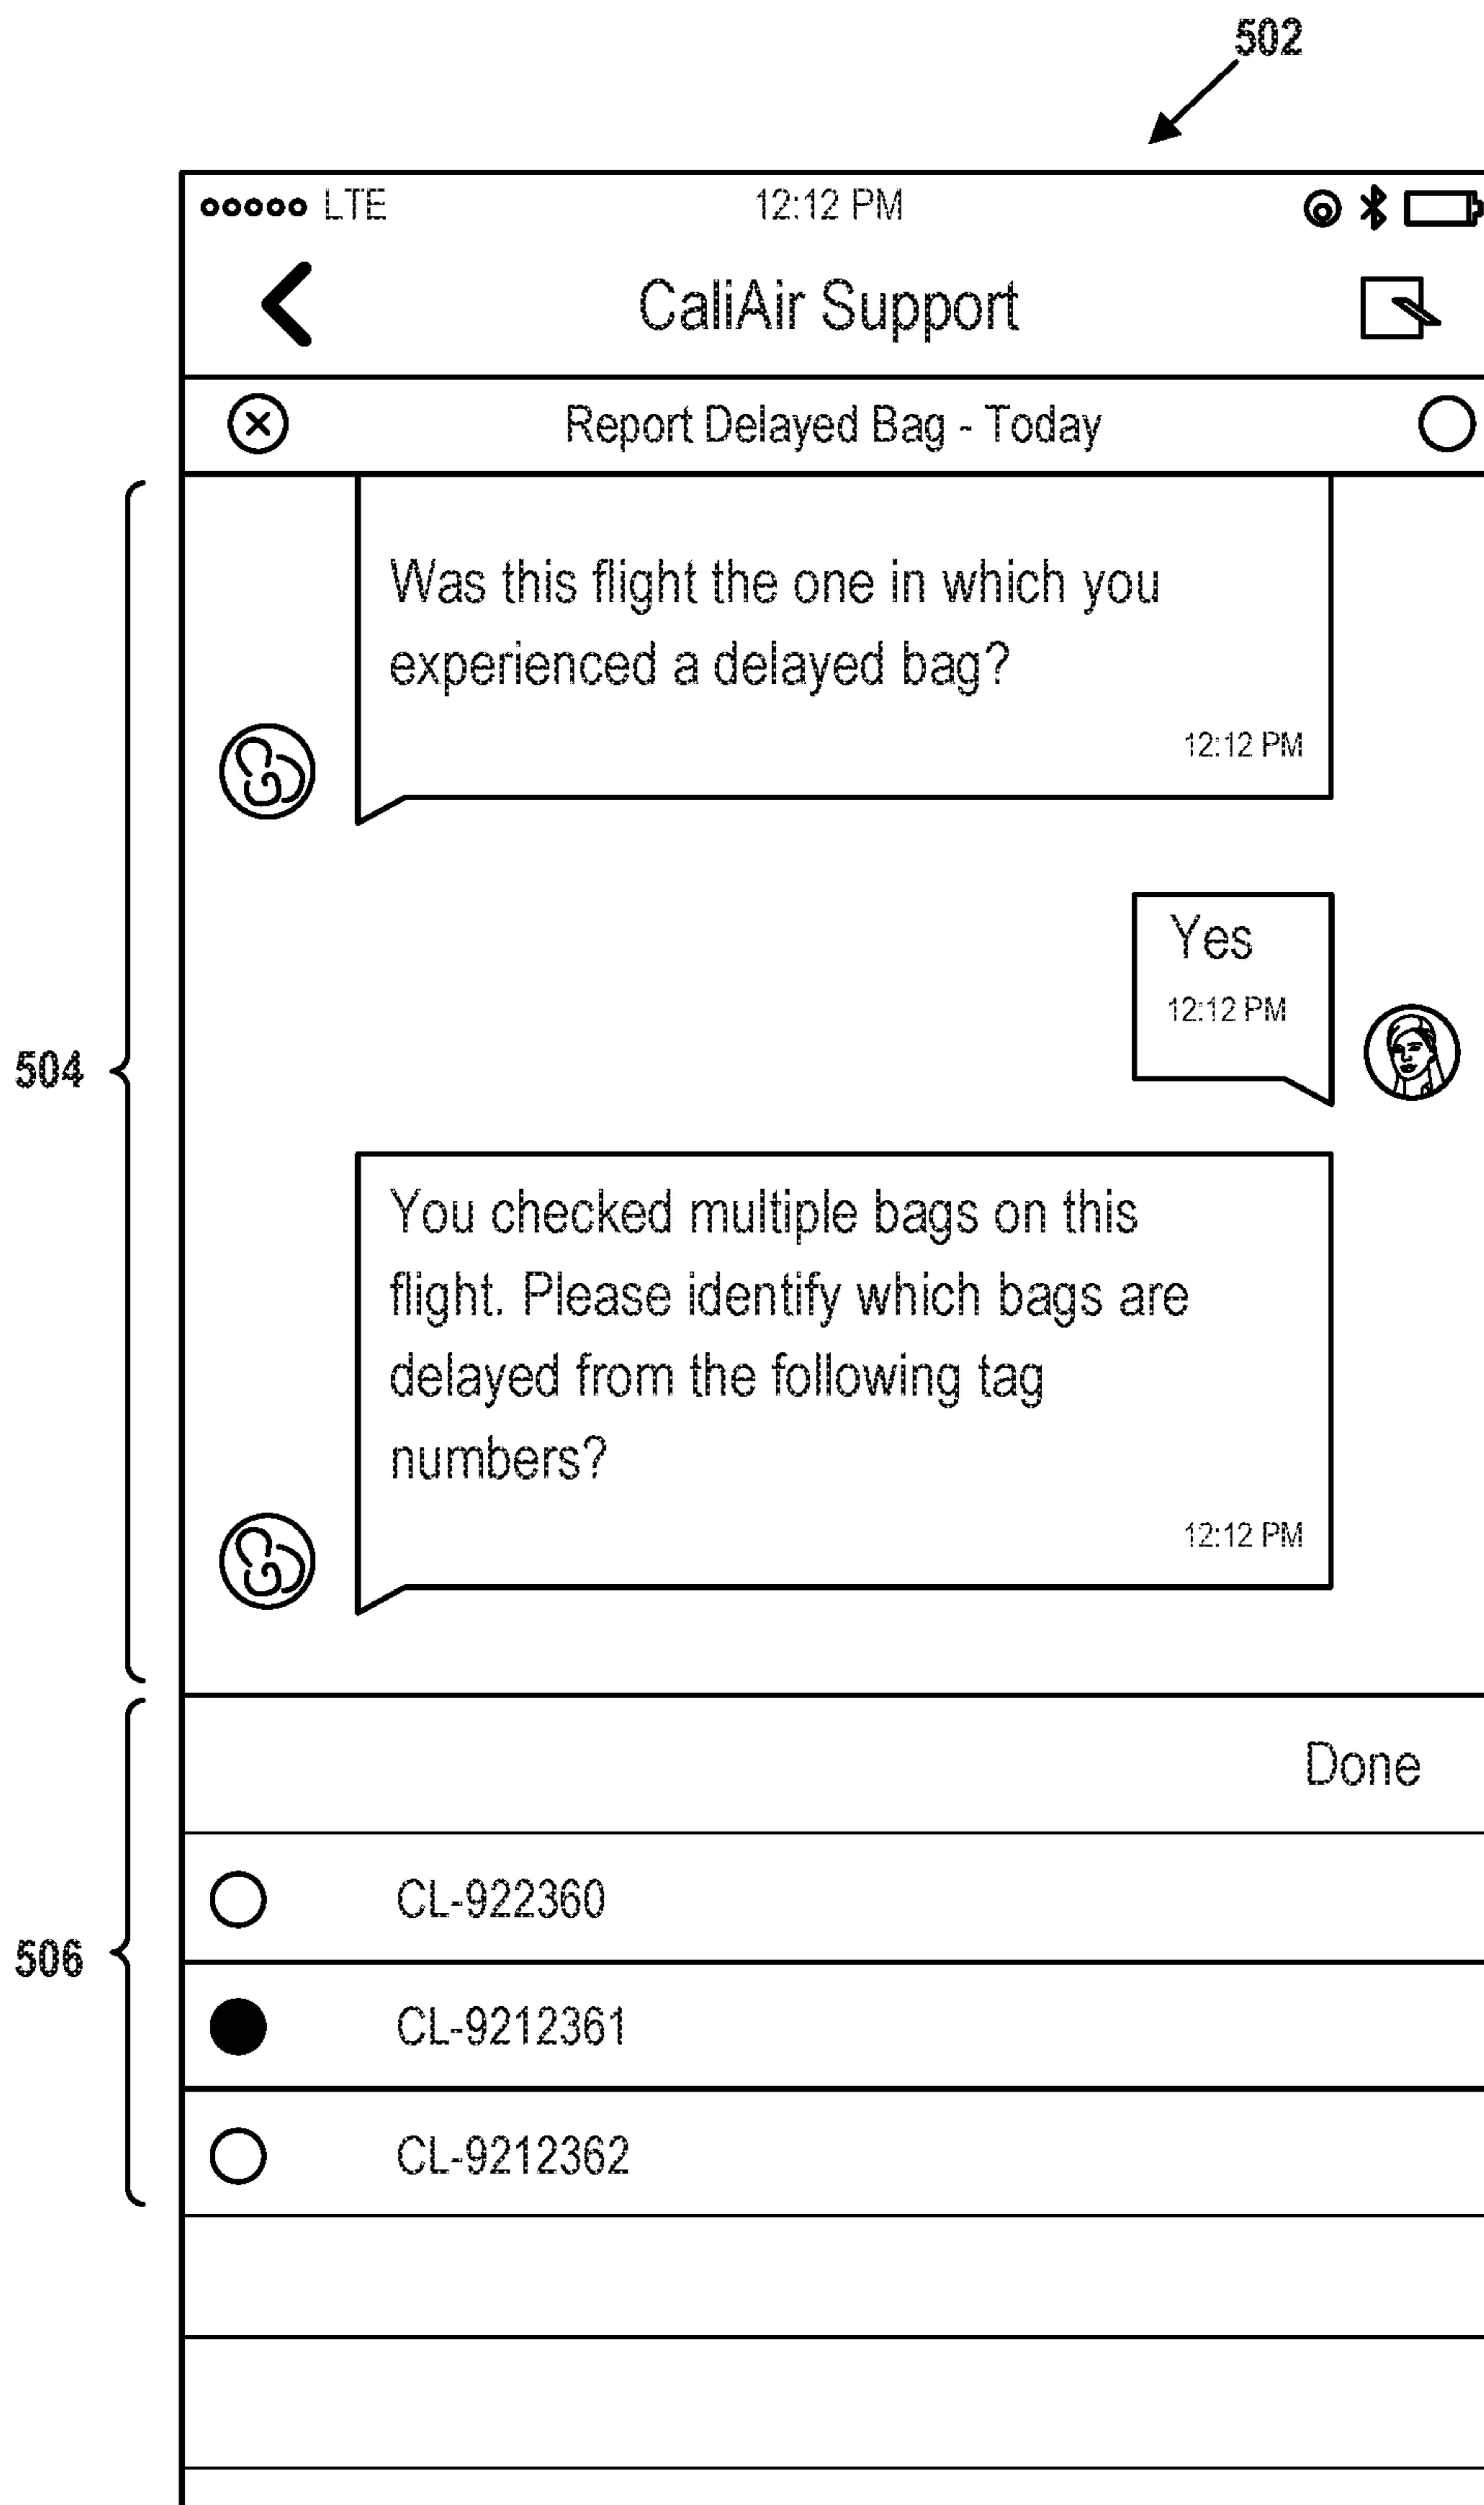 502
LTE 12:12 PM
CaliAir Support
Report Delayed Bag - Today
Was this flight the one in which you
experienced a delayed bag?
12:12 PM
Yes
12:12 PM
504
You checked multiple bags on this
flight. Please identify which bags are
delayed from the following tag
numbers?
12:12 PM
Done
CL-922360
506
CL-9212361
CL-9212362